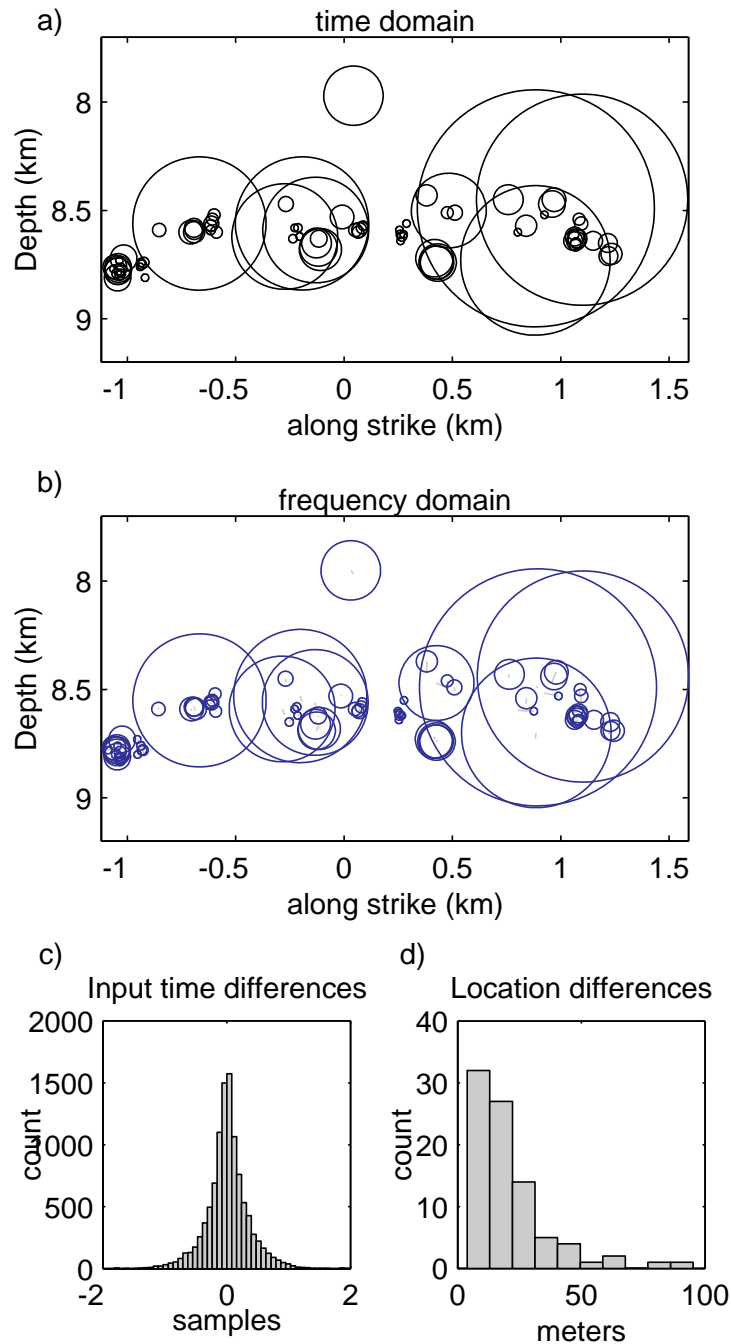 a)
time domain
8
8.5
9
Depth (km)
-1
-0.5
0
0.5
1
1.5
along strike (km)
b)
frequency domain
8
8.5
9
Depth (km)
-1
-0.5
0
0.5
1
1.5
along strike (km)
c)
Input time differences
2000
1500
1000
500
0
count
-2
0
2
samples
d)
Location differences
40
30
20
10
0
count
0
50
100
meters